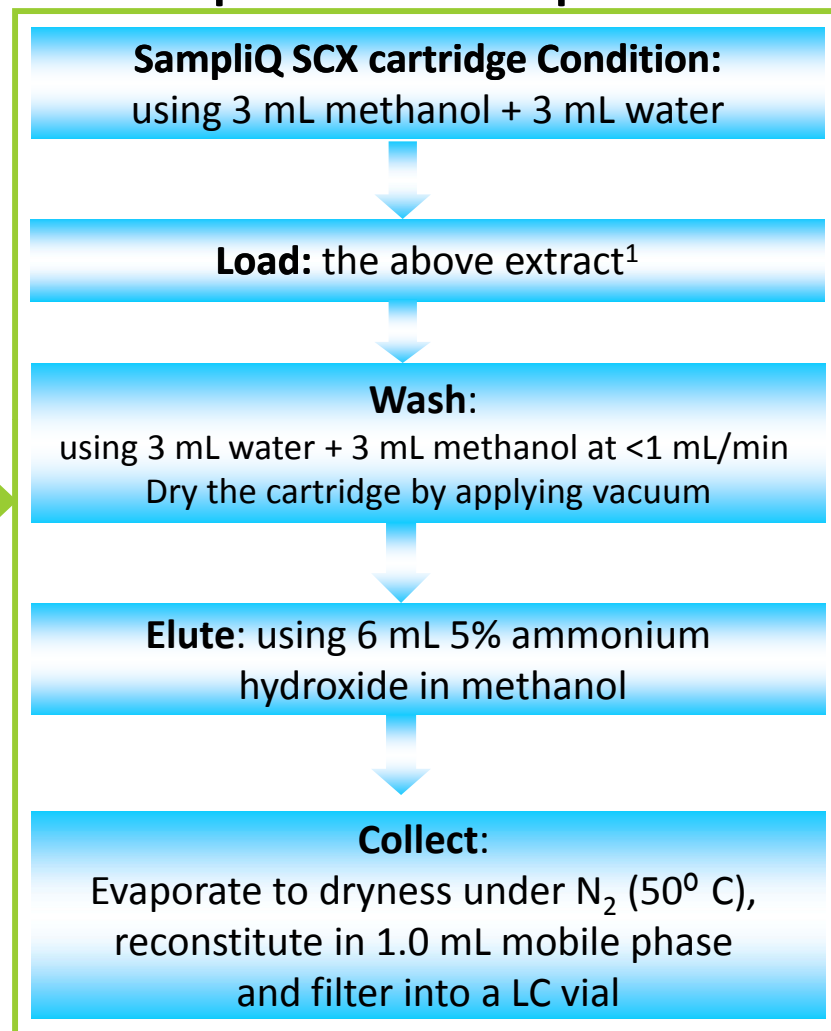 SampliQ SCX cartridge Condition:
using 3 mL methanol + 3 mL water
Load: the above extract¹
Wash:
using 3 mL water + 3 mL methanol at <1 mL/min
Dry the cartridge by applying vacuum
Elute: using 6 mL 5% ammonium
hydroxide in methanol
Collect:
Evaporate to dryness under N₂ (50⁰ C),
reconstitute in 1.0 mL mobile phase
and filter into a LC vial